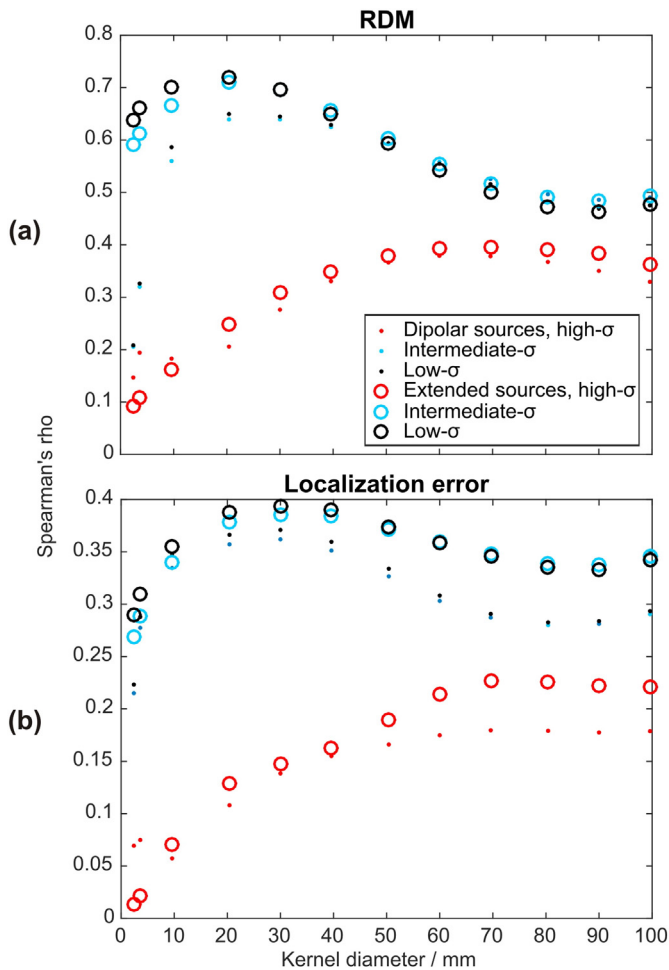 RDM
0.8
0.7
0.6
0.5
0.4
0.3
0.2
0.1
0
(a)
Dipolar sources, high-σ
Intermediate-σ
Low-σ
Extended sources, high-σ
Intermediate-σ
Low-σ
Spearman's rho
Localization error
0.4
0.35
0.3
0.25
0.2
0.15
0.1
0.05
0
(b)
0 10 20 30 40 50 60 70 80 90 100
Kernel diameter / mm